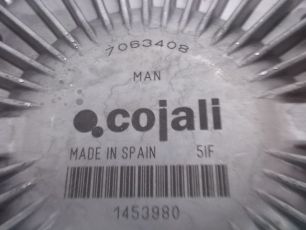 7063408
MAN
cojali
MADE IN SPAIN 5IF
1453980